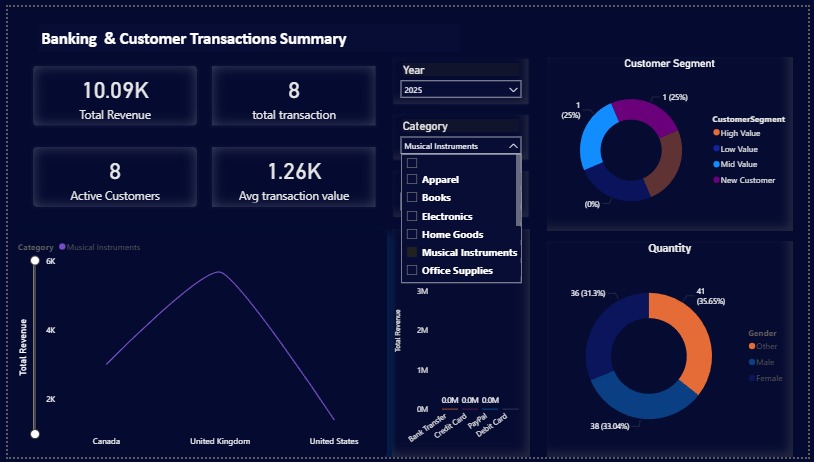 Banking & Customer Transactions Summary
10.09K
Total Revenue
8
total transaction
8
Active Customers
1.26K
Avg transaction value
Year
2025
Category
Musical Instruments
Apparel
Books
Electronics
Home Goods
Musical Instruments
Office Supplies
Customer Segment
1 (25%)
1
(25%)
(0%)
CustomerSegment
High Value
Low Value
Mid Value
New Customer
Category
Musical Instruments
6K
4K
2K
Total Revenue
Canada
United Kingdom
United States
3M
2M
1M
0M
Total Revenue
0.0M
0.0M
0.0M
Bank Transfer
Credit Card
PayPal
Debit Card
Quantity
36 (31.3%)
41
(35.65%)
38 (33.04%)
Gender
Other
Male
Female